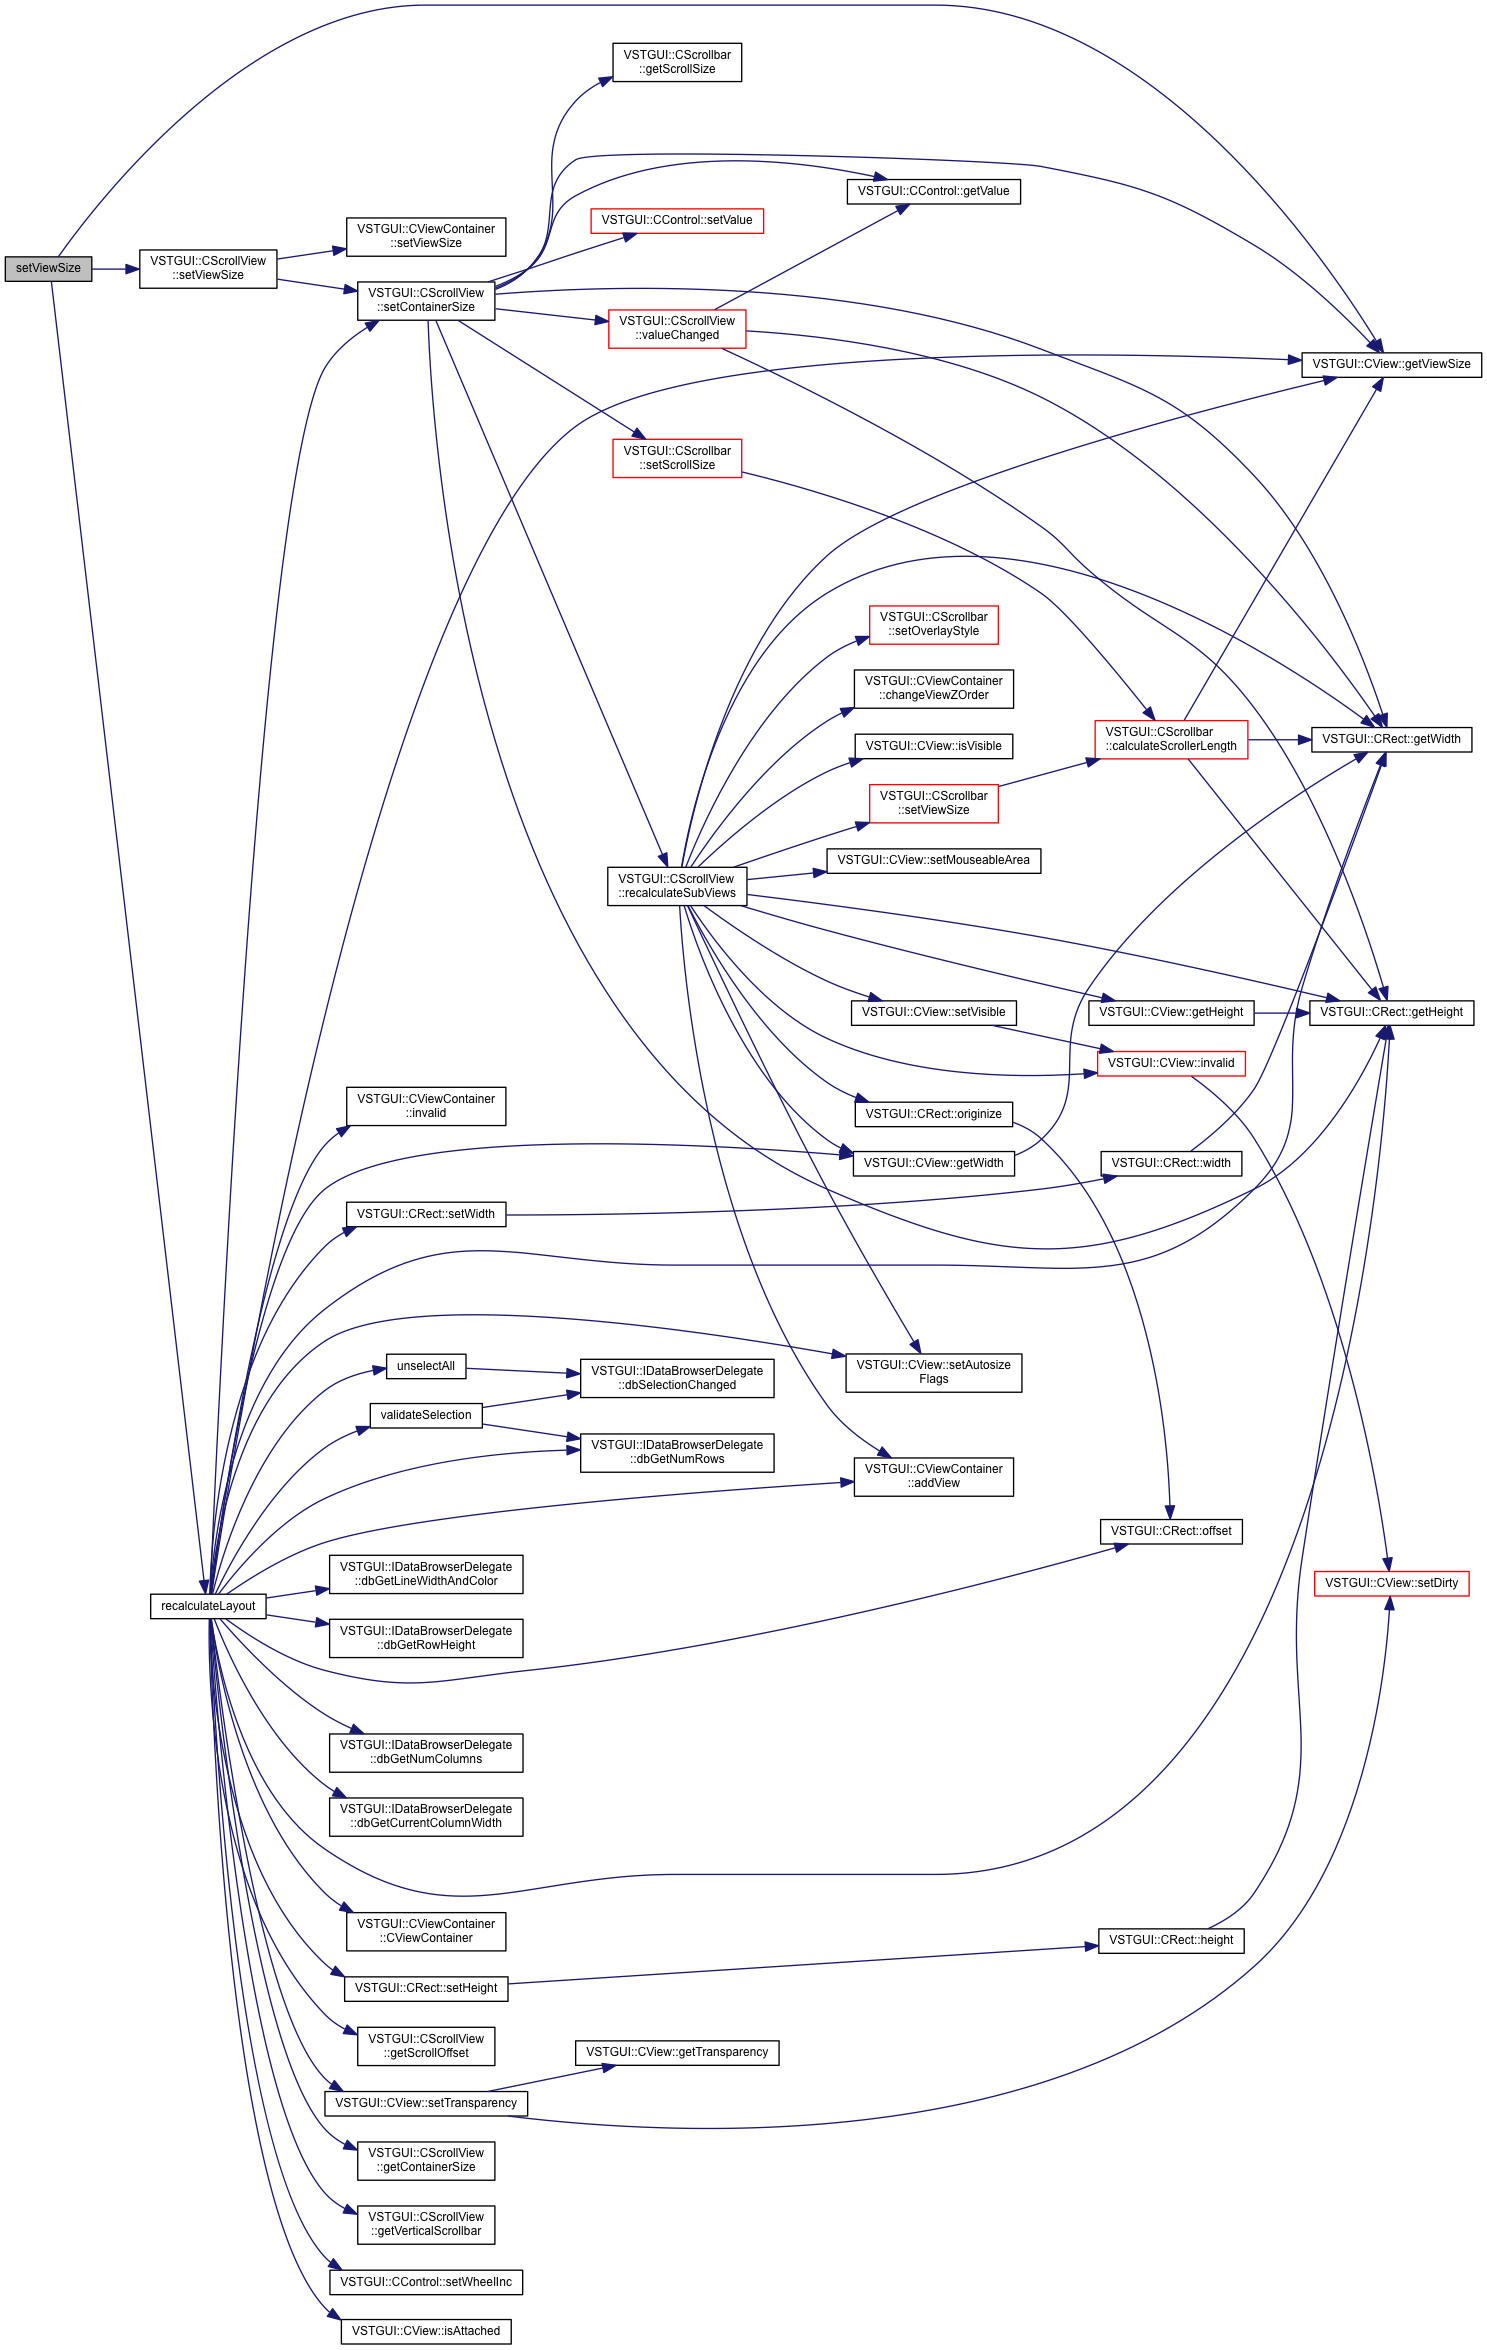 VSTGUI::CScrollbar
::getScrollSize
VSTGUI::CControl::getValue
VSTGUI::CControl::setValue
VSTGUI::CViewContainer
::setViewSize
setViewSize
VSTGUI::CScrollView
::setViewSize
VSTGUI::CScrollView
::setContainerSize
VSTGUI::CScrollView
::valueChanged
VSTGUI::CView::getViewSize
VSTGUI::CScrollbar
::setScrollSize
VSTGUI::CScrollbar
::setOverlayStyle
VSTGUI::CViewContainer
::changeViewZOrder
VSTGUI::CView::isVisible
VSTGUI::CScrollbar
::calculateScrollerLength
VSTGUI::CRect::getWidth
VSTGUI::CScrollbar
::setViewSize
VSTGUI::CView::setMouseableArea
VSTGUI::CScrollView
::recalculateSubViews
VSTGUI::CView::setVisible
VSTGUI::CView::getHeight
VSTGUI::CRect::getHeight
VSTGUI::CView::invalid
VSTGUI::CViewContainer
::invalid
VSTGUI::CRect::originize
VSTGUI::CView::getWidth
VSTGUI::CRect::width
VSTGUI::CRect::setWidth
unselectAll
VSTGUI::IDataBrowserDelegate
::dbSelectionChanged
VSTGUI::CView::setAutosize
Flags
validateSelection
VSTGUI::IDataBrowserDelegate
::dbGetNumRows
VSTGUI::CViewContainer
::addView
VSTGUI::CRect::offset
VSTGUI::IDataBrowserDelegate
::dbGetLineWidthAndColor
VSTGUI::CView::setDirty
recalculateLayout
VSTGUI::IDataBrowserDelegate
::dbGetRowHeight
VSTGUI::IDataBrowserDelegate
::dbGetNumColumns
VSTGUI::IDataBrowserDelegate
::dbGetCurrentColumnWidth
VSTGUI::CViewContainer
::CViewContainer
VSTGUI::CRect::height
VSTGUI::CRect::setHeight
VSTGUI::CScrollView
::getScrollOffset
VSTGUI::CView::getTransparency
VSTGUI::CView::setTransparency
VSTGUI::CScrollView
::getContainerSize
VSTGUI::CScrollView
::getVerticalScrollbar
VSTGUI::CControl::setWheelInc
VSTGUI::CView::isAttached